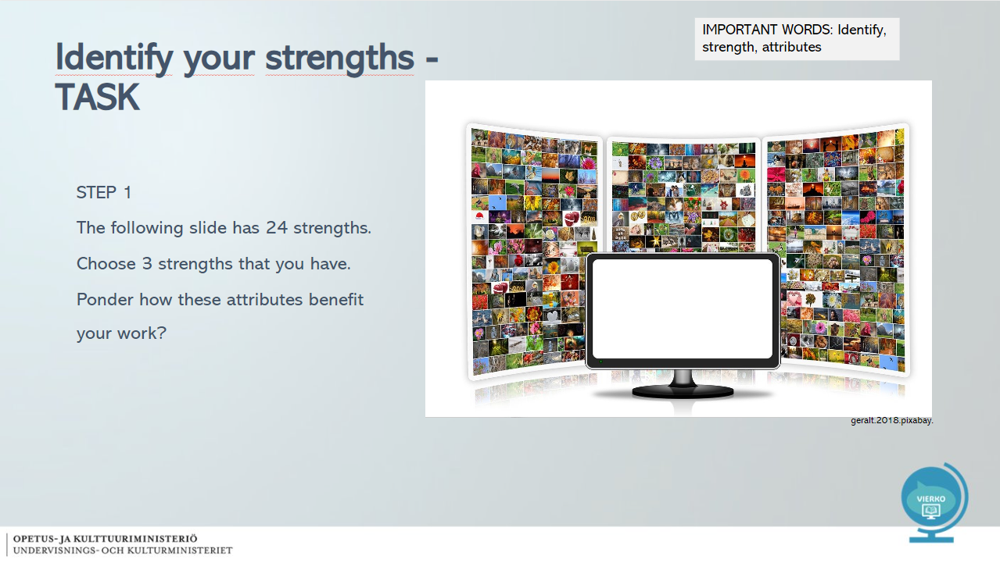 Identify your strengths -
TASK
IMPORTANT WORDS: Identify,
strength, attributes
STEP 1
The following slide has 24 strengths.
Choose 3 strengths that you have.
Ponder how these attributes benefit
your work?
geralt.2018.pixabay.
VIERKO
OPETUS- JA KULTTUURIMINISTERIÖ
UNDERVISNINGS- OCH KULTURMINISTERIET